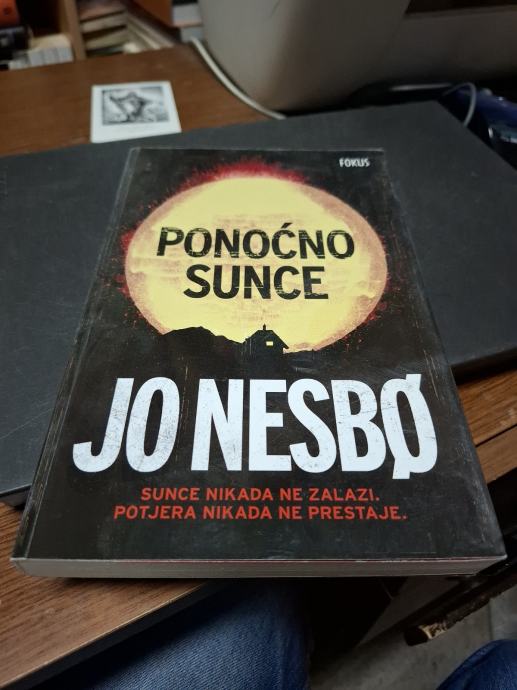 FOKUS
PONOĆNO
SUNCE
JO NESBØ
SUNCE NIKADA NE ZALAZI.
POTJERA NIKADA NE PRESTAJE.